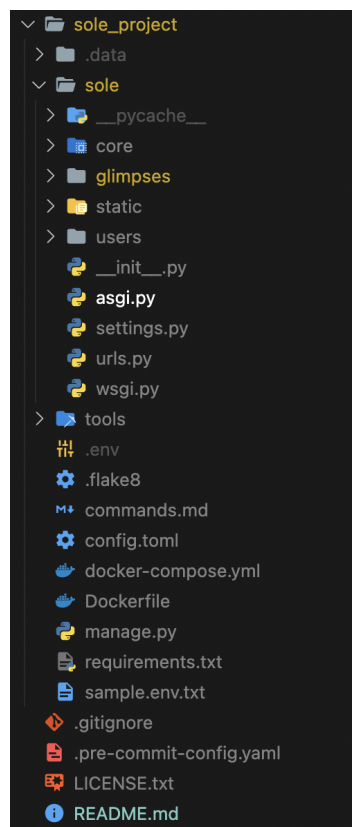 sole_project
.data
sole
__pycache__
core
glimpses
static
users
__init__.py
asgi.py
settings.py
urls.py
wsgi.py
tools
.env
.flake8
commands.md
config.toml
docker-compose.yml
Dockerfile
manage.py
requirements.txt
sample.env.txt
.gitignore
.pre-commit-config.yaml
LICENSE.txt
README.md